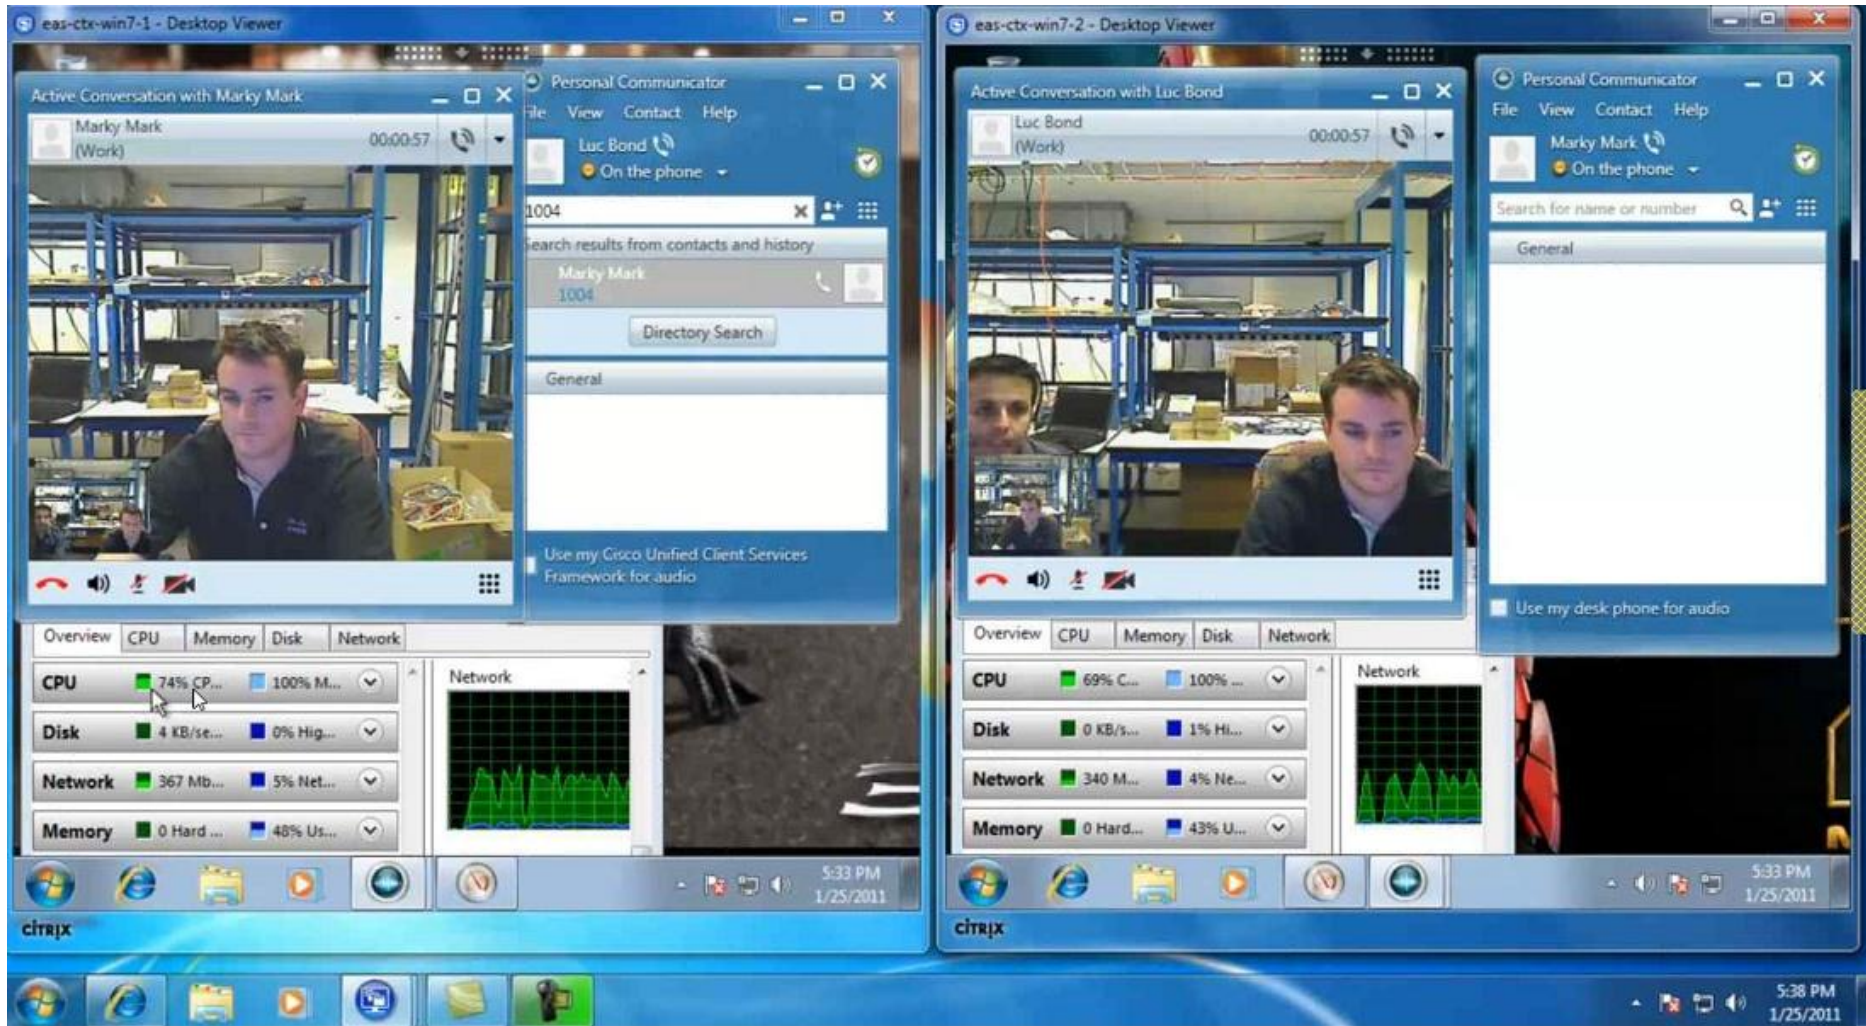 eas-ctx-win7-1 - Desktop Viewer
Active Conversation with Marky Mark
Marky Mark
(Work)
00:00:57
Personal Communicator
File View Contact Help
Luc Bond
On the phone
1004
Search results from contacts and history
Marky Mark
1004
Directory Search
General
Use my Cisco Unified Client Services
Framework for audio
Overview CPU Memory Disk Network
CPU 74% CP... 100% M...
Disk 4 KB/se... 0% Hig...
Network 367 Mb... 5% Net...
Memory 0 Hard ... 48% Us...
Network
5:33 PM
1/25/2011
CITRIX
eas-ctx-win7-2 - Desktop Viewer
Active Conversation with Luc Bond
Luc Bond
(Work)
00:00:57
Personal Communicator
File View Contact Help
Marky Mark
On the phone
Search for name or number
General
Use my desk phone for audio
Overview CPU Memory Disk Network
CPU 69% C... 100% ...
Disk 0 KB/s... 1% Hi...
Network 340 M... 4% Ne...
Memory 0 Hard... 43% U...
Network
5:33 PM
1/25/2011
CITRIX
5:38 PM
1/25/2011